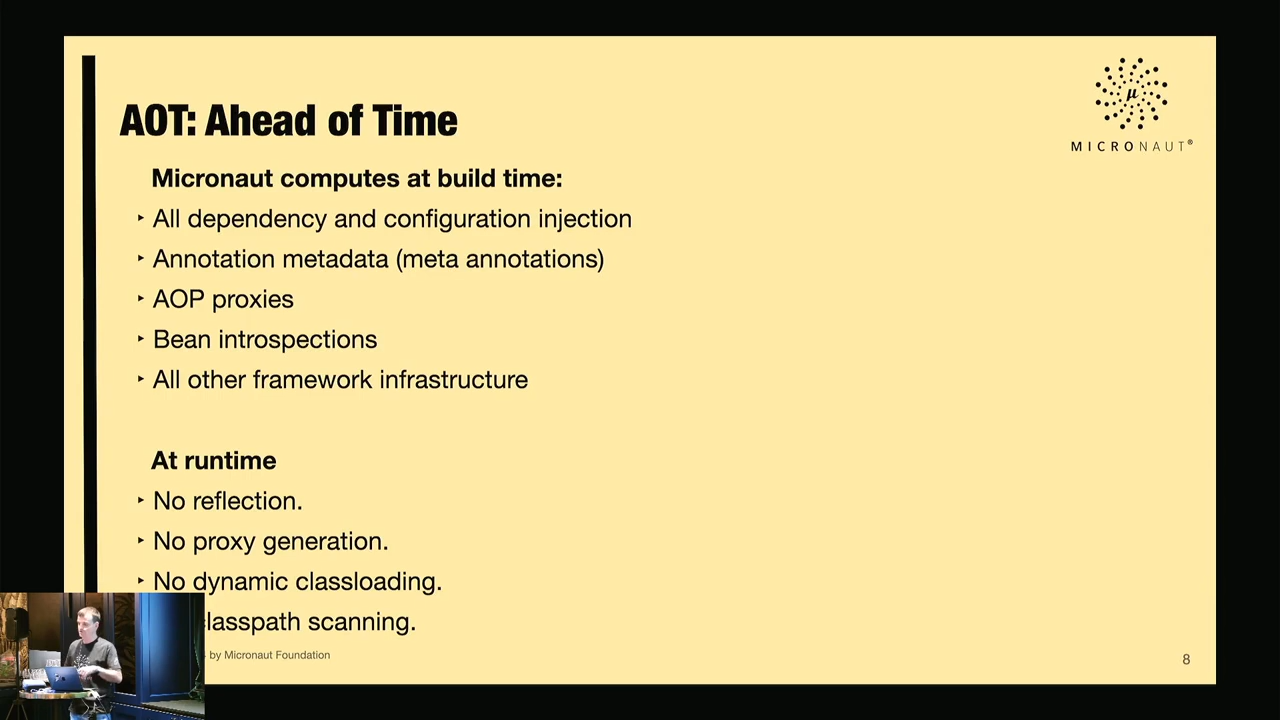 AOT: Ahead of Time
µ
MICRONAUT®
Micronaut computes at build time:
‣ All dependency and configuration injection
‣ Annotation metadata (meta annotations)
‣ AOP proxies
‣ Bean introspections
‣ All other framework infrastructure
At runtime
‣ No reflection.
‣ No proxy generation.
‣ No dynamic classloading.
classpath scanning.
by Micronaut Foundation
8